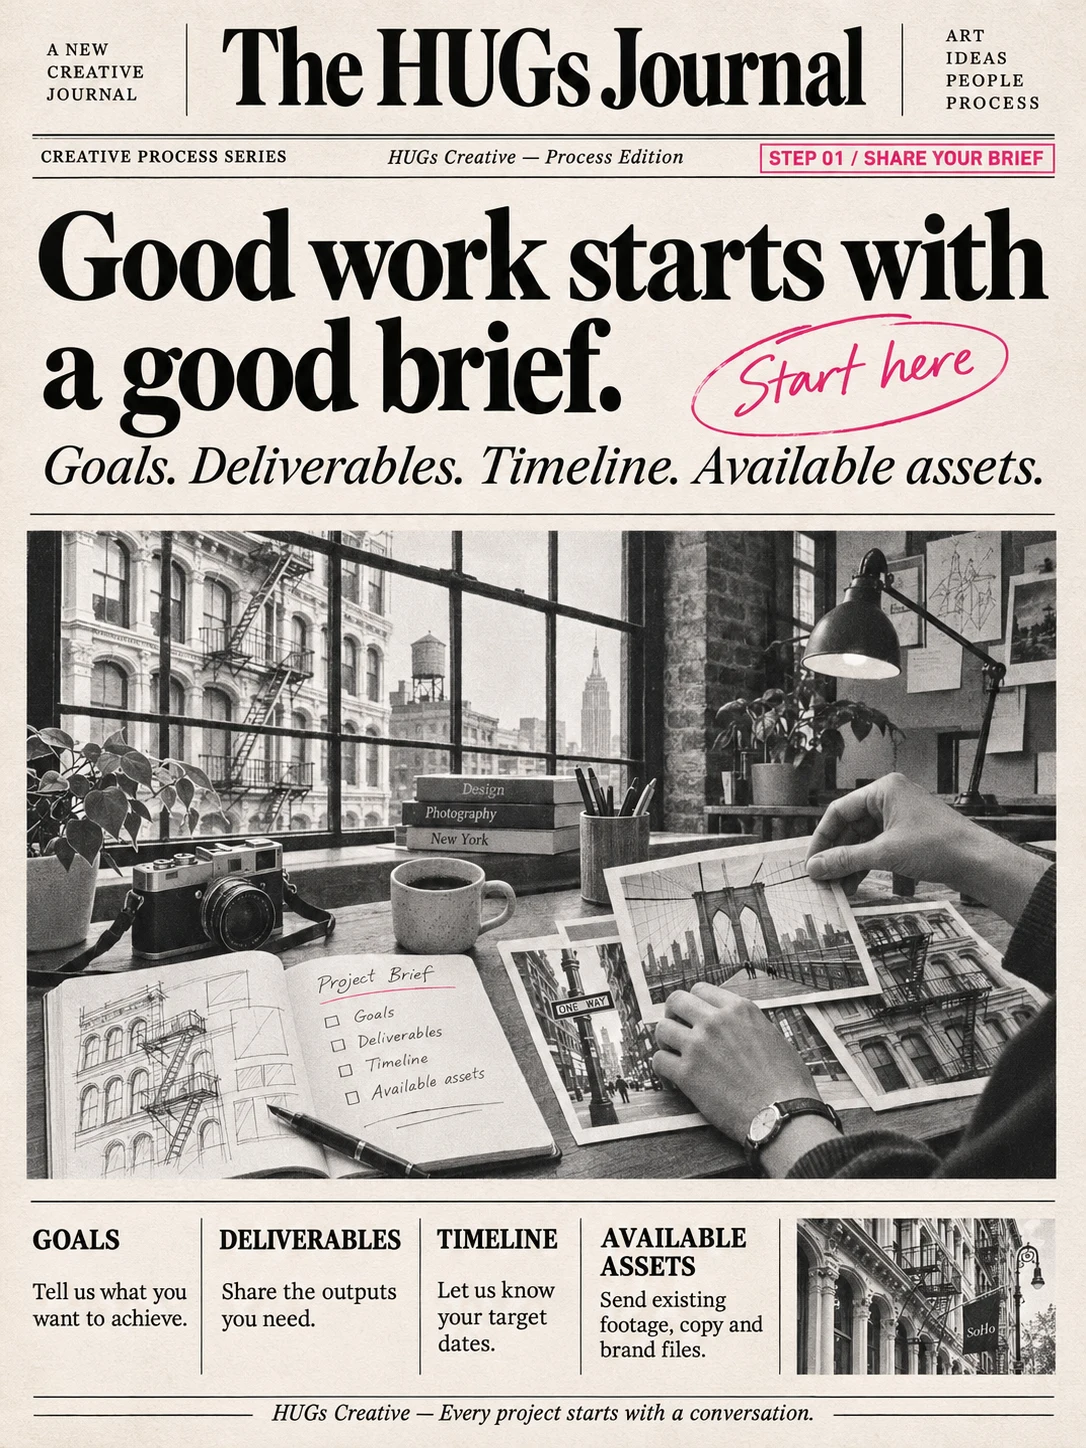 A NEW
CREATIVE
JOURNAL
The HUGs Journal
ART
IDEAS
PEOPLE
PROCESS
CREATIVE PROCESS SERIES
HUGs Creative — Process Edition
STEP 01 / SHARE YOUR BRIEF
Good work starts with
a good brief.
Start here
Goals. Deliverables. Timeline. Available assets.
Design
Photography
New York
Project Brief
Goals
Deliverables
Timeline
Available assets
ONE WAY
GOALS
Tell us what you
want to achieve.
DELIVERABLES
Share the outputs
you need.
TIMELINE
Let us know
your target
dates.
AVAILABLE
ASSETS
Send existing
footage, copy and
brand files.
SoHo
HUGs Creative — Every project starts with a conversation.